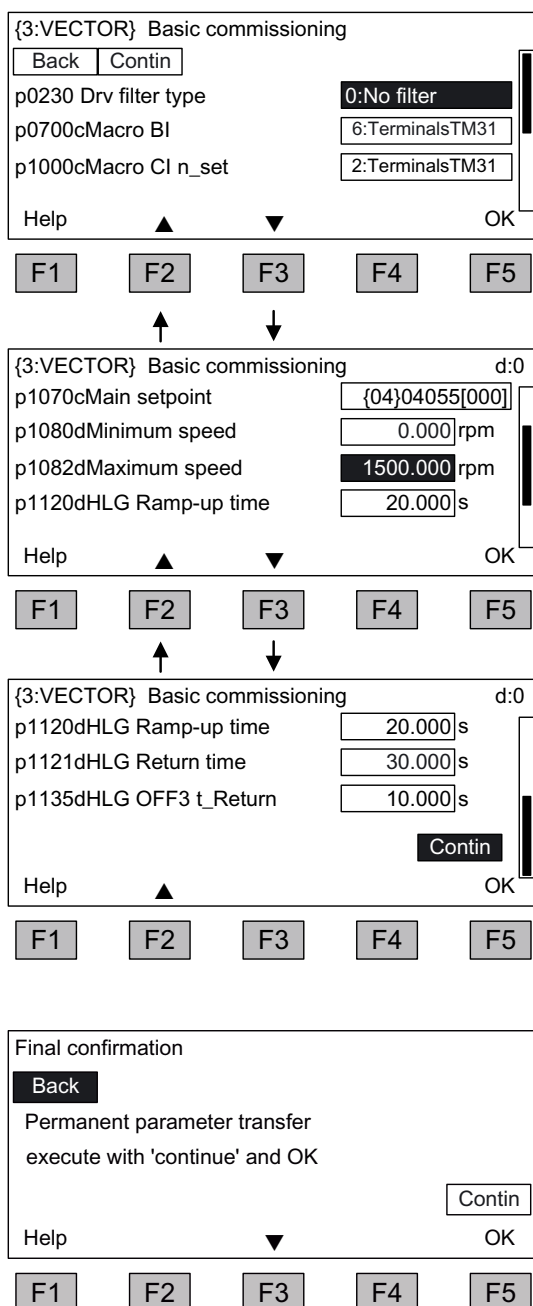 {3:VECTOR} Basic commissioning
Back Contin
p0230 Drv filter type 0:No filter
p0700cMacro BI 6:TerminalsTM31
p1000cMacro CI n_set 2:TerminalsTM31
Help ▲ ▼ OK
F1 F2 F3 F4 F5
{3:VECTOR} Basic commissioning d:0
p1070cMain setpoint {04}04055[000]
p1080dMinimum speed 0.000 rpm
p1082dMaximum speed 1500.000 rpm
p1120dHLG Ramp-up time 20.000 s
Help ▲ ▼ OK
F1 F2 F3 F4 F5
{3:VECTOR} Basic commissioning d:0
p1120dHLG Ramp-up time 20.000 s
p1121dHLG Return time 30.000 s
p1135dHLG OFF3 t_Return 10.000 s
Contin
Help ▲ OK
F1 F2 F3 F4 F5
Final confirmation
Back
Permanent parameter transfer
execute with 'continue' and OK
Contin
Help ▼ OK
F1 F2 F3 F4 F5